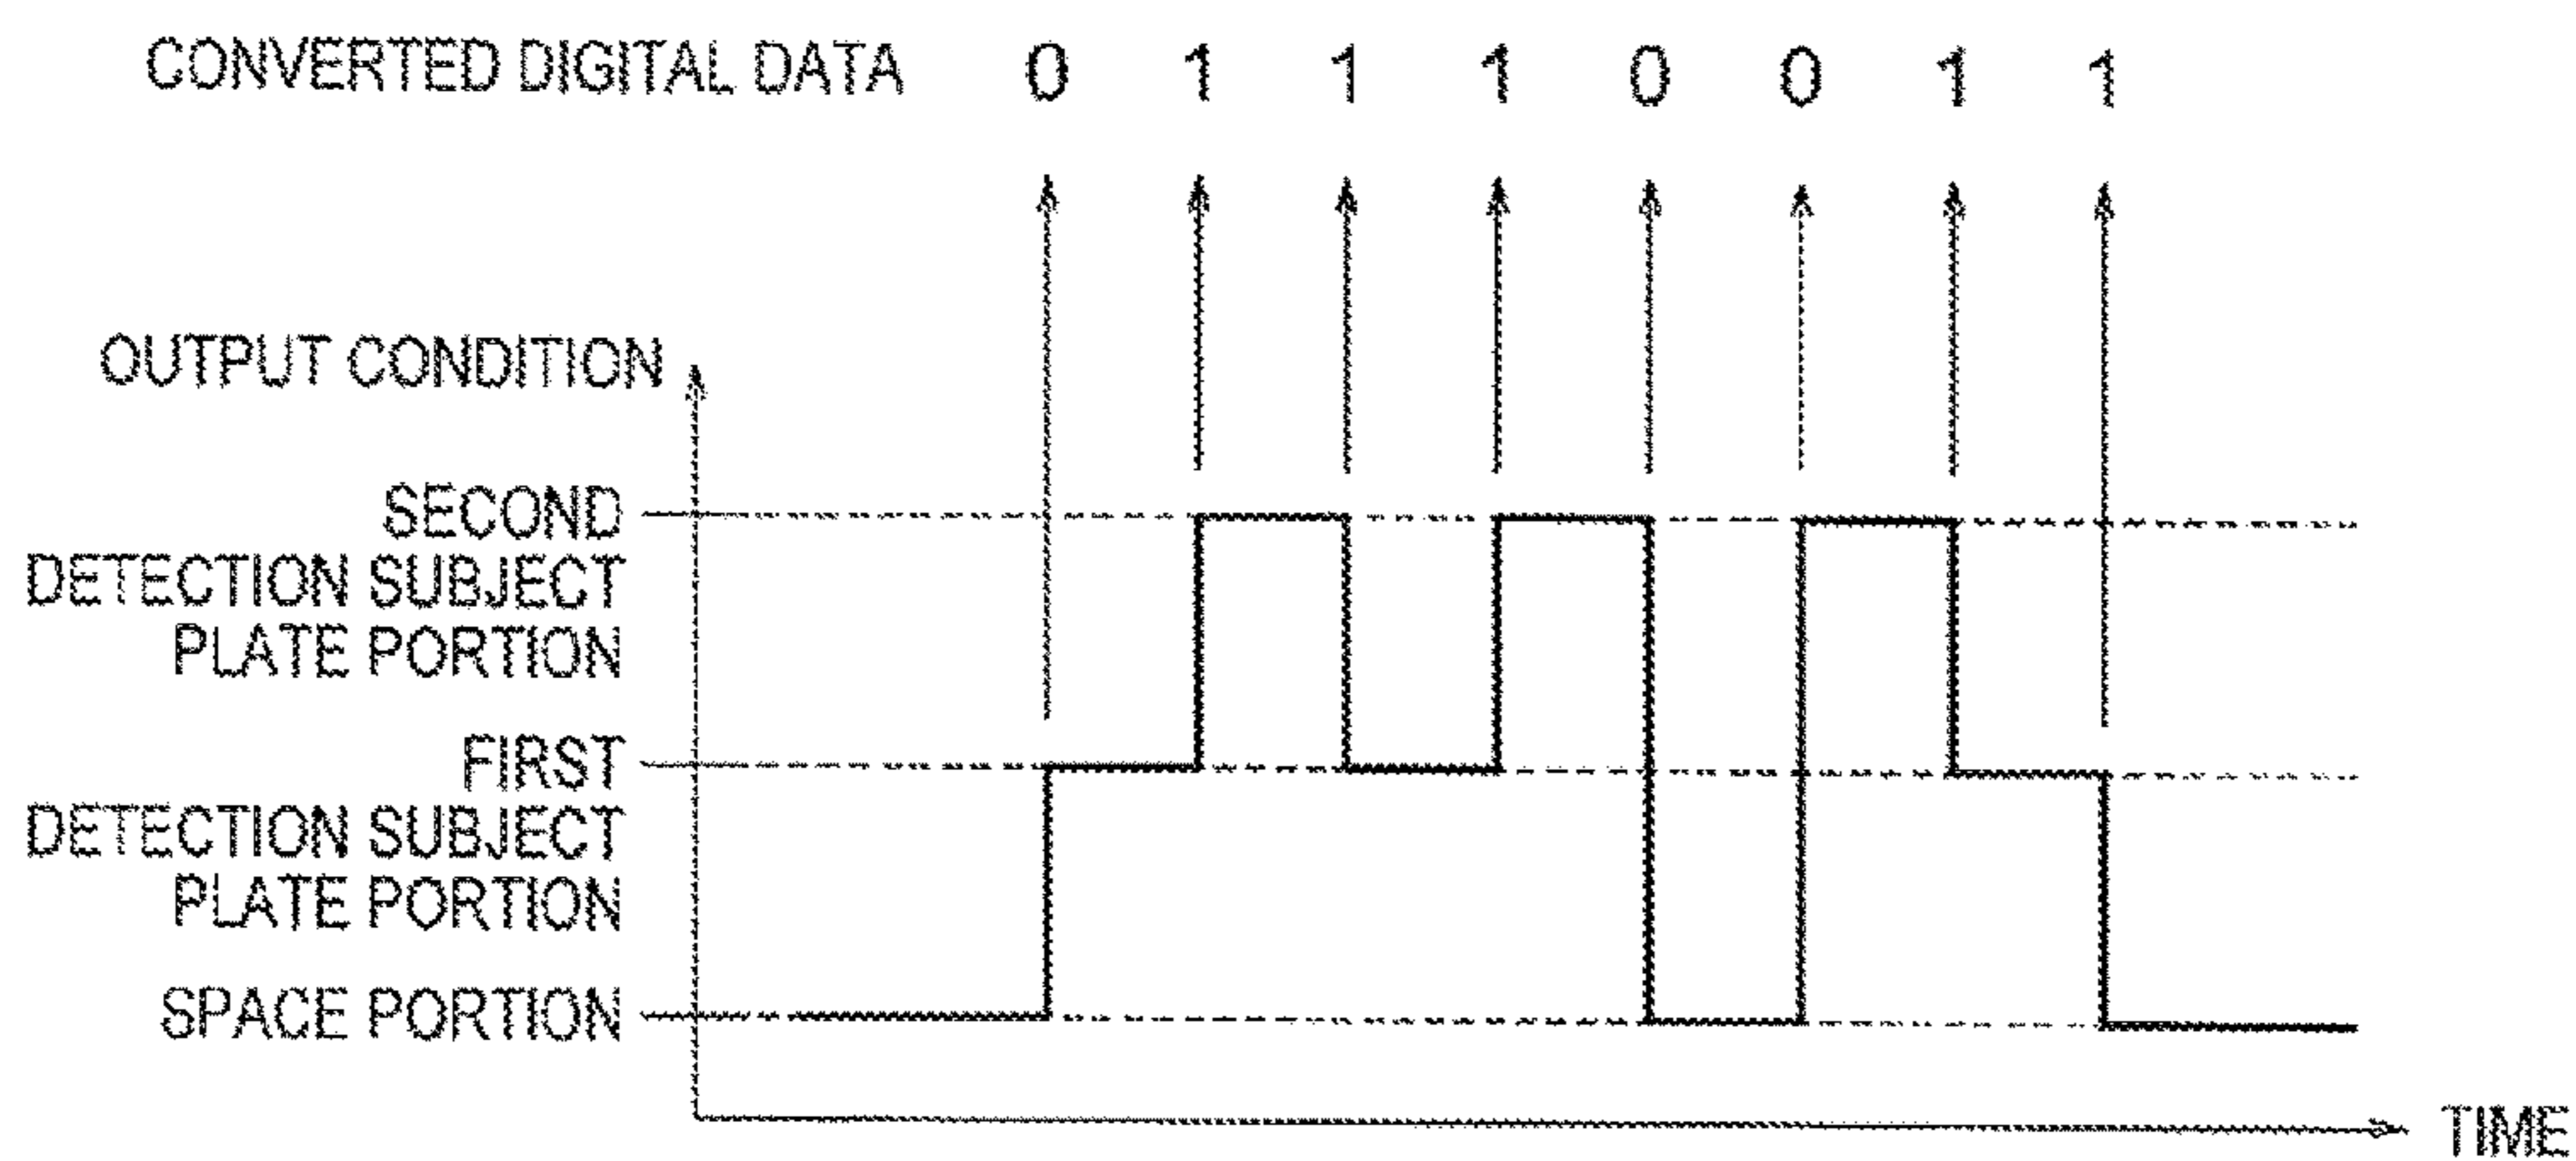 CONVERTED DIGITAL DATA 0 1 1 1 0 0 1 1
OUTPUT CONDITION
SECOND
DETECTION SUBJECT
PLATE PORTION
FIRST
DETECTION SUBJECT
PLATE PORTION
SPACE PORTION
TIME